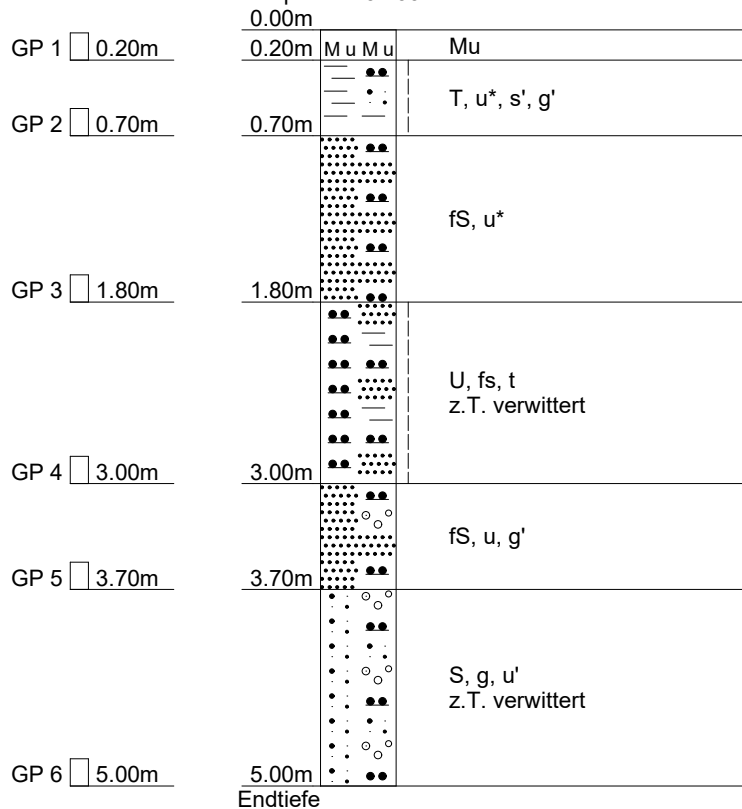 0.00m
GP 1 0.20m 0.20m Mu Mu Mu
T, u*, s', g'
GP 2 0.70m 0.70m
fS, u*
GP 3 1.80m 1.80m
U, fs, t
z.T. verwittert
GP 4 3.00m 3.00m
fS, u, g'
GP 5 3.70m 3.70m
S, g, u'
z.T. verwittert
GP 6 5.00m 5.00m
Endtiefe